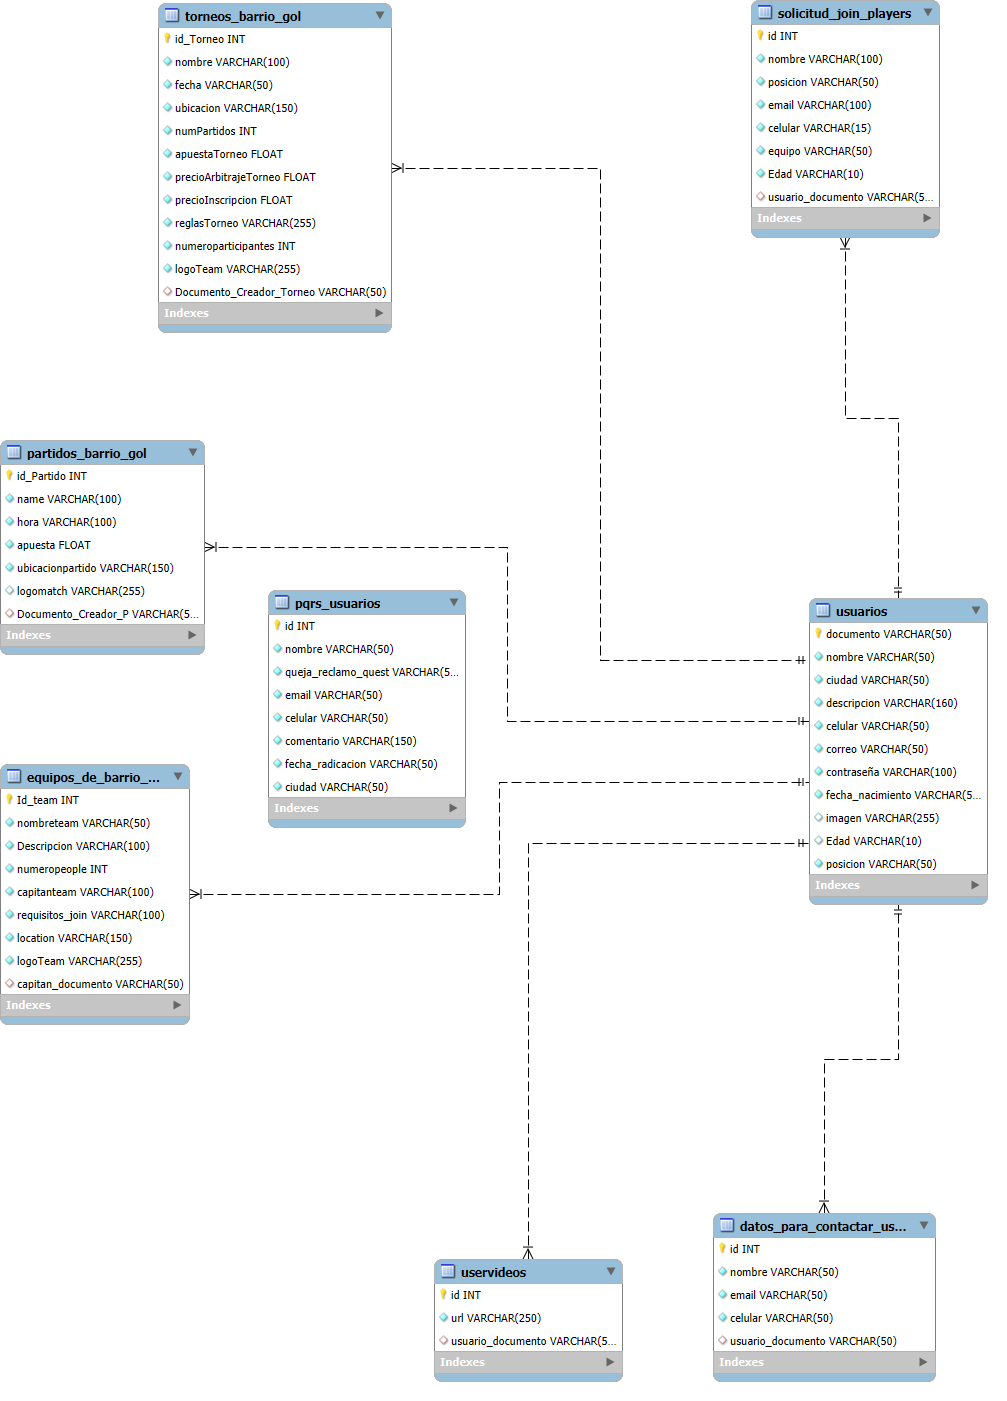 torneos_barrio_gol
id_Torneo INT
nombre VARCHAR(100)
fecha VARCHAR(50)
ubicacion VARCHAR(150)
numPartidos INT
apuestaTorneo FLOAT
precioArbitrajeTorneo FLOAT
precioInscripcion FLOAT
reglasTorneo VARCHAR(255)
numeroparticipantes INT
logoTeam VARCHAR(255)
Documento_Creador_Torneo VARCHAR(50)
Indexes
solicitud_join_players
id INT
nombre VARCHAR(100)
posicion VARCHAR(50)
email VARCHAR(100)
celular VARCHAR(15)
equipo VARCHAR(50)
Edad VARCHAR(10)
usuario_documento VARCHAR(5...
Indexes
partidos_barrio_gol
id_Partido INT
name VARCHAR(100)
hora VARCHAR(100)
apuesta FLOAT
ubicacionpartido VARCHAR(150)
logomatch VARCHAR(255)
Documento_Creador_P VARCHAR(5...
Indexes
pqrs_usuarios
id INT
nombre VARCHAR(50)
queja_reclamo_quest VARCHAR(5...
email VARCHAR(50)
celular VARCHAR(50)
comentario VARCHAR(150)
fecha_radicacion VARCHAR(50)
ciudad VARCHAR(50)
Indexes
usuarios
documento VARCHAR(50)
nombre VARCHAR(50)
ciudad VARCHAR(50)
descripcion VARCHAR(160)
celular VARCHAR(50)
correo VARCHAR(50)
contraseña VARCHAR(100)
fecha_nacimiento VARCHAR(5...
imagen VARCHAR(255)
Edad VARCHAR(10)
posicion VARCHAR(50)
Indexes
equipos_de_barrio_...
Id_team INT
nombreteam VARCHAR(50)
Descripcion VARCHAR(100)
numeropeople INT
capitanteam VARCHAR(100)
requisitos_join VARCHAR(100)
location VARCHAR(150)
logoTeam VARCHAR(255)
capitan_documento VARCHAR(50)
Indexes
uservideos
id INT
url VARCHAR(250)
usuario_documento VARCHAR(5...
Indexes
datos_para_contactar_us...
id INT
nombre VARCHAR(50)
email VARCHAR(50)
celular VARCHAR(50)
usuario_documento VARCHAR(50)
Indexes